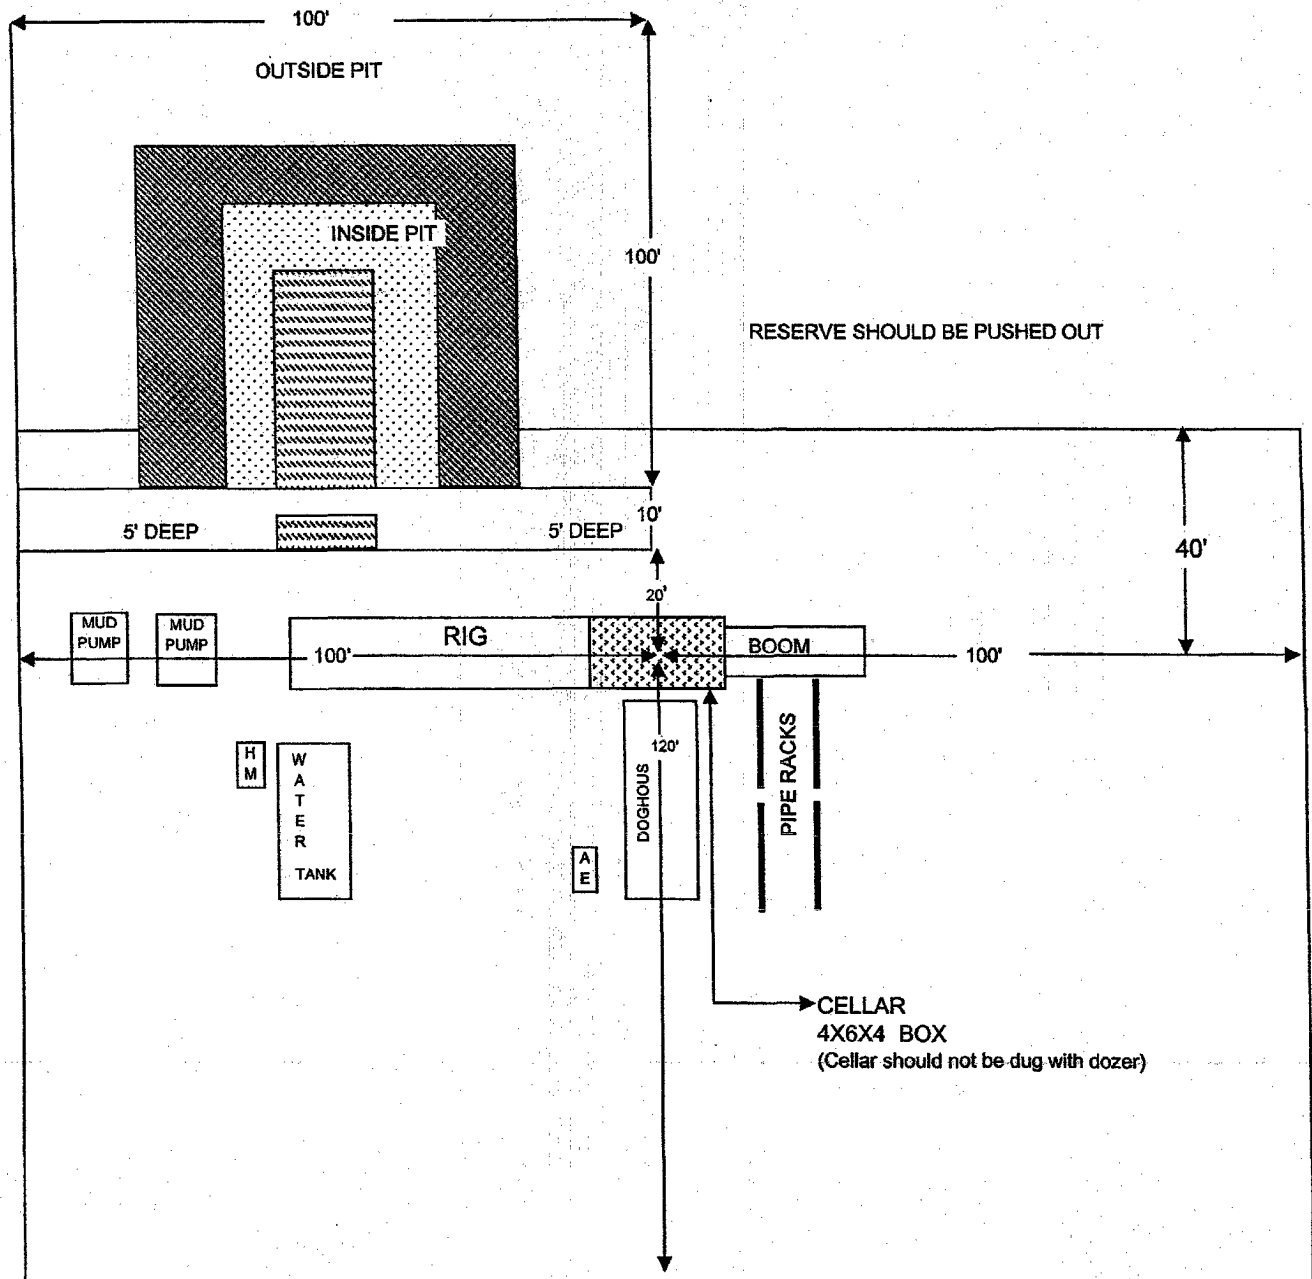 100'
OUTSIDE PIT
INSIDE PIT
100'
RESERVE SHOULD BE PUSHED OUT
10'
5' DEEP
5' DEEP
40'
20'
MUD
PUMP
MUD
PUMP
RIG
BOOM
100'
100'
H
M
W
A
T
E
R
TANK
120'
DOGHOUS
PIPE RACKS
A
E
CELLAR
4X6X4 BOX
(Cellar should not be dug with dozer)